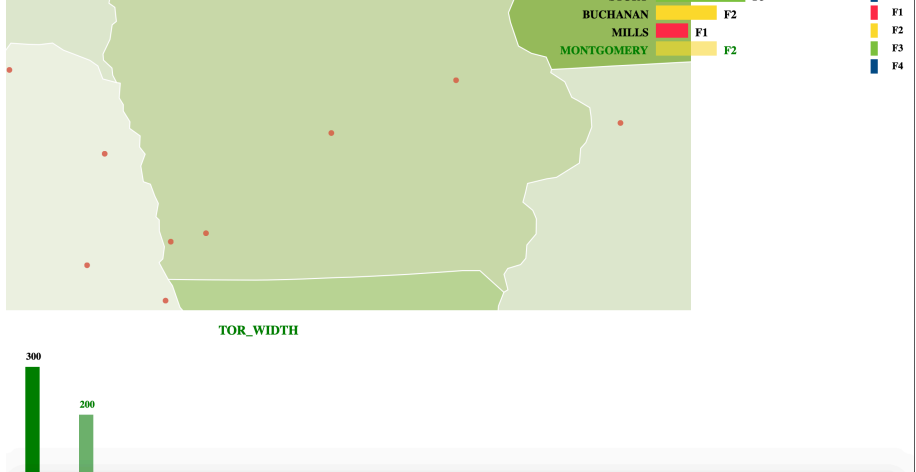 F1
BUCHANAN F2
F2
MILLS F1
F3
MONTGOMERY F2
F4
TOR_WIDTH
300
200